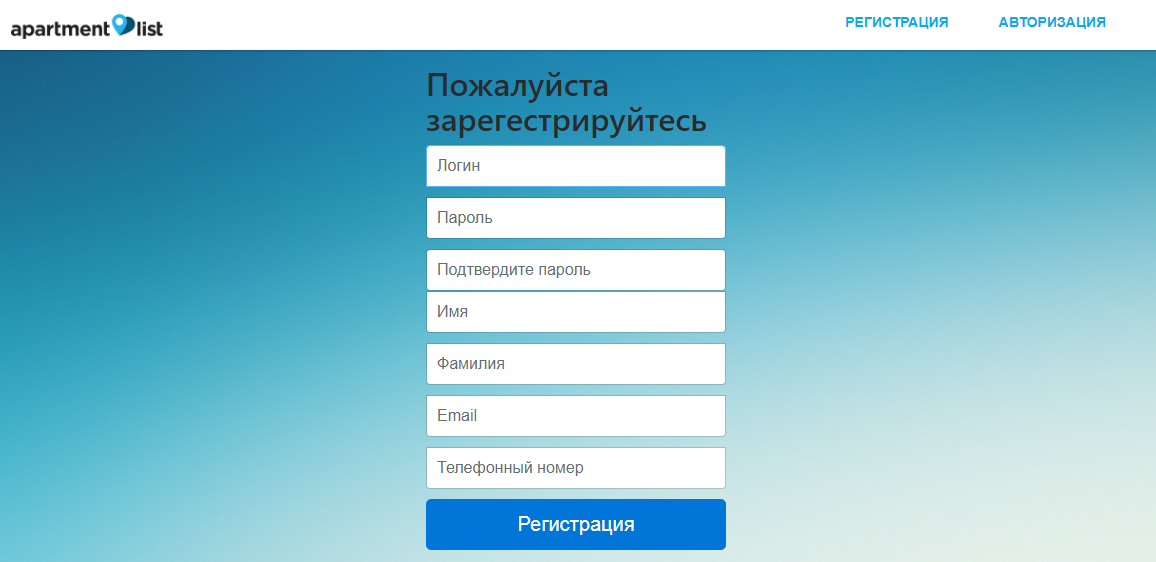 apartment list
РЕГИСТРАЦИЯ АВТОРИЗАЦИЯ
Пожалуйста
зарегестрируйтесь
Логин
Пароль
Подтвердите пароль
Имя
Фамилия
Email
Телефонный номер
Регистрация